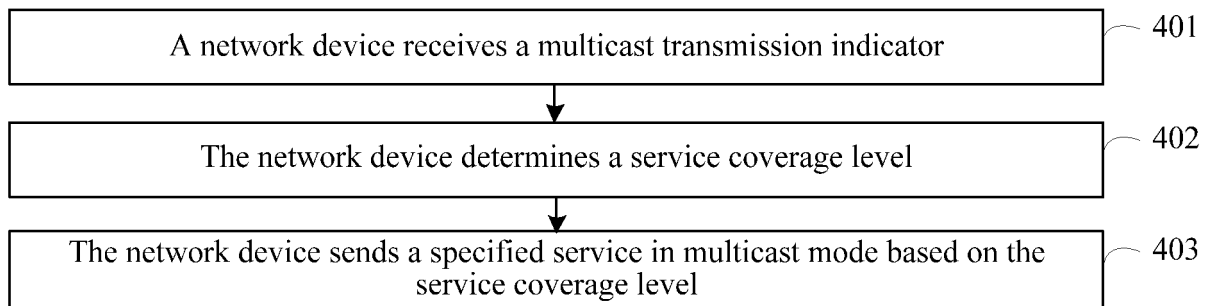 A network device receives a multicast transmission indicator
401
The network device determines a service coverage level
402
The network device sends a specified service in multicast mode based on the
service coverage level
403